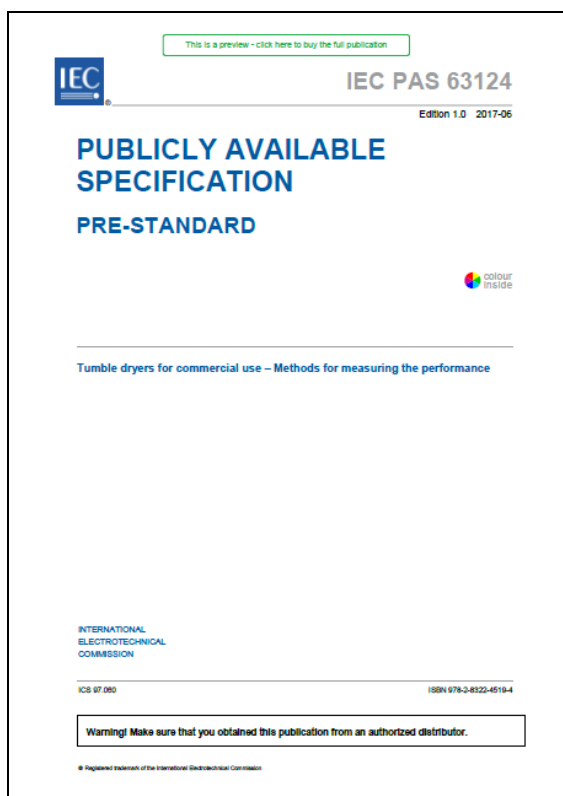 This is a preview - click here to buy the full publication
IEC
®
IEC PAS 63124
Edition 1.0 2017-06
PUBLICLY AVAILABLE
SPECIFICATION
PRE-STANDARD
colour
inside
Tumble dryers for commercial use – Methods for measuring the performance
INTERNATIONAL
ELECTROTECHNICAL
COMMISSION
ICS 97.060
ISBN 978-2-8322-4519-4
Warning! Make sure that you obtained this publication from an authorized distributor.
® Registered trademark of the International Electrotechnical Commission